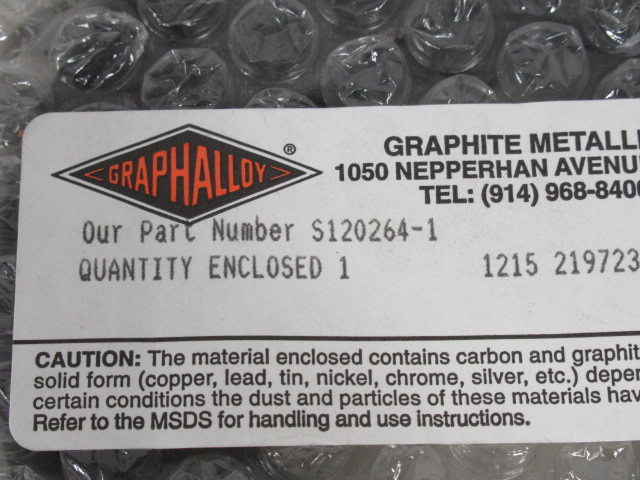 GRAPHALLOY ®
GRAPHITE METALLI
1050 NEPPERHAN AVENU
TEL: (914) 968-8400
Our Part Number S120264-1
QUANTITY ENCLOSED 1 1215 219723
CAUTION: The material enclosed contains carbon and graphit
solid form (copper, lead, tin, nickel, chrome, silver, etc.) depen
certain conditions the dust and particles of these materials hav
Refer to the MSDS for handling and use instructions.